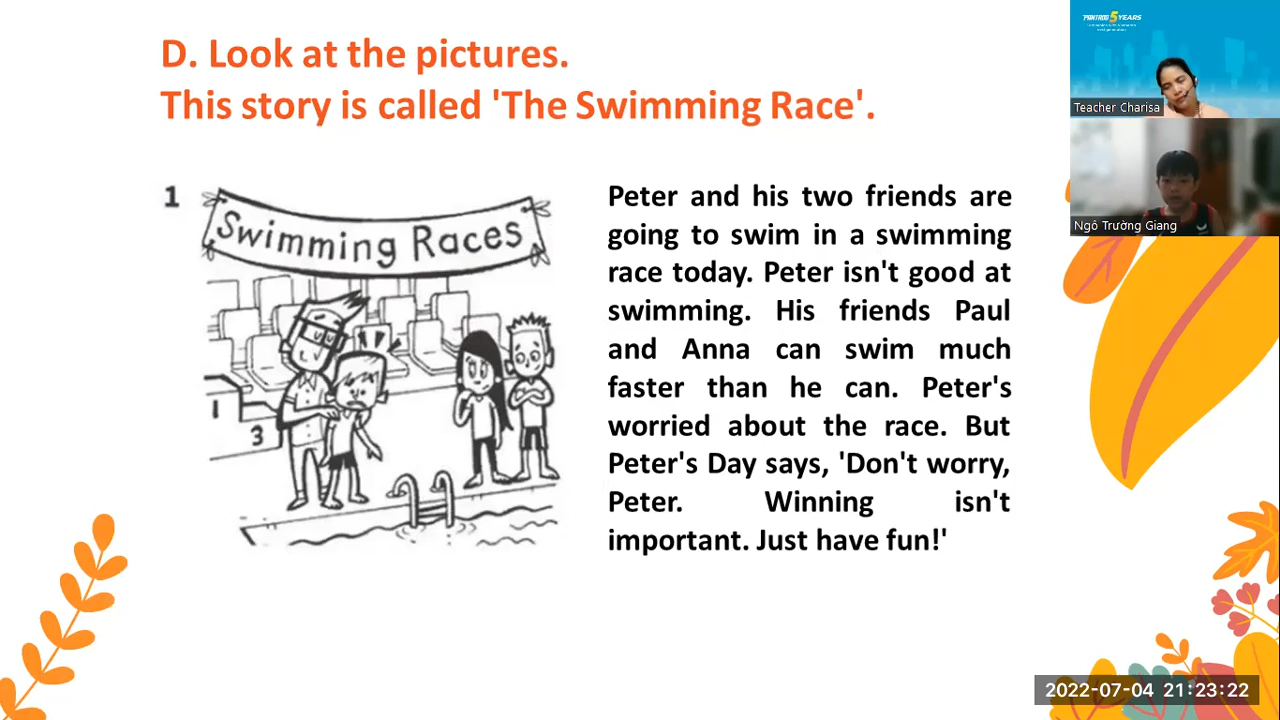 D. Look at the pictures.
This story is called 'The Swimming Race'.
1
Swimming Races
1
3
Peter and his two friends are
going to swim in a swimming
race today. Peter isn't good at
swimming. His friends Paul
and Anna can swim much
faster than he can. Peter's
worried about the race. But
Peter's Day says, 'Don't worry,
Peter. Winning isn't
important. Just have fun!'
5 YEARS
Teacher Charisa
Ngô Trường Giang
2022-07-04 21:23:22